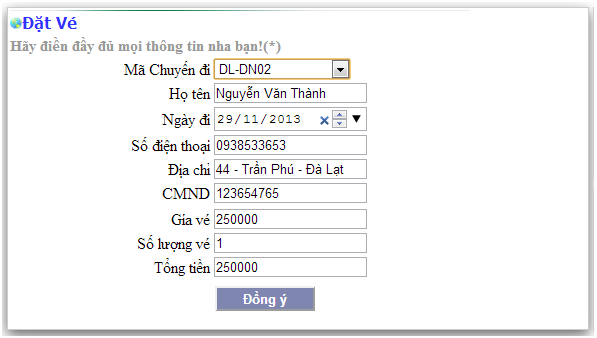 Đặt Vé
Hãy điền đầy đủ mọi thông tin nha bạn!(*)
Mã Chuyến đi DL-DN02
Họ tên Nguyễn Văn Thành
Ngày đi 29/11/2013
Số điện thoại 0938533653
Địa chỉ 44 - Trần Phú - Đà Lạt
CMND 123654765
Gía vé 250000
Số lượng vé 1
Tổng tiền 250000
Đồng ý